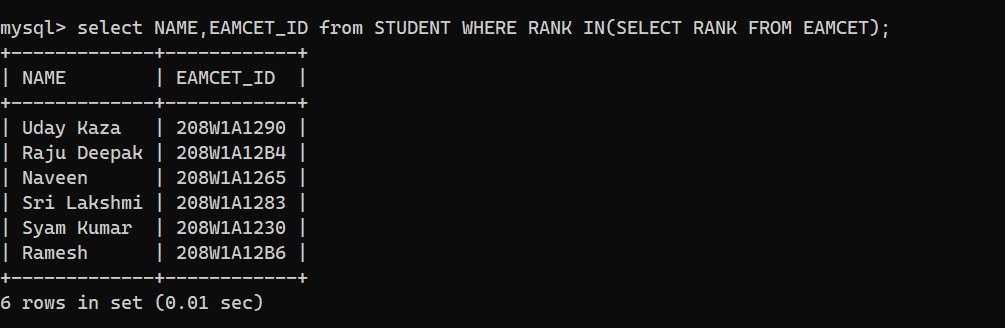 mysql> select NAME,EAMCET_ID from STUDENT WHERE RANK IN(SELECT RANK FROM EAMCET);
+-------------+------------+
| NAME        | EAMCET_ID  |
+-------------+------------+
| Uday Kaza   | 208W1A1290 |
| Raju Deepak | 208W1A12B4 |
| Naveen      | 208W1A1265 |
| Sri Lakshmi | 208W1A1283 |
| Syam Kumar  | 208W1A1230 |
| Ramesh      | 208W1A12B6 |
+-------------+------------+
6 rows in set (0.01 sec)